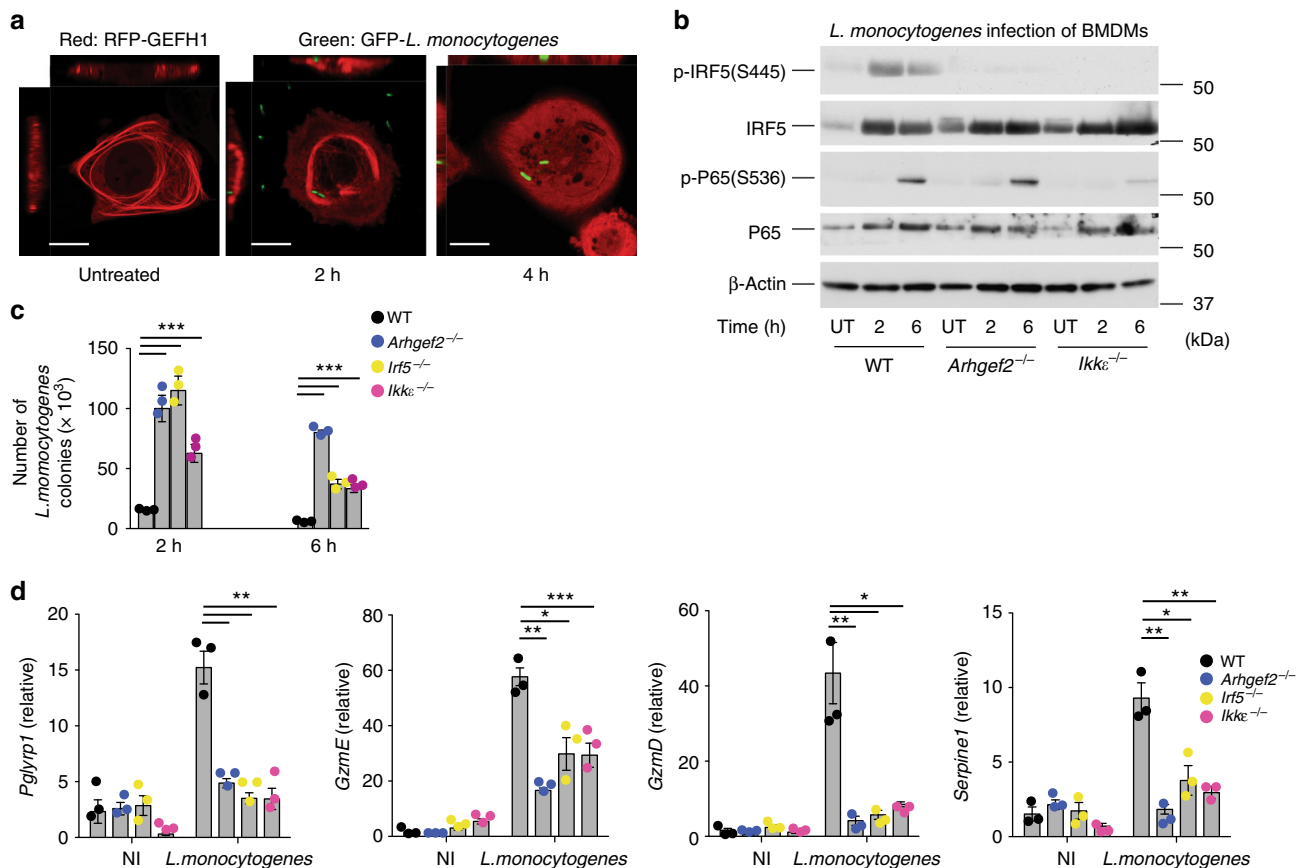 a
Red: RFP-GEFH1
Green: GFP-L. monocytogenes
Untreated
2 h
4 h
b
L. monocytogenes infection of BMDMs
p-IRF5(S445)
50
IRF5
50
p-P65(S536)
50
P65
50
β-Actin
37
Time (h) UT 2 6 UT 2 6 UT 2 6 (kDa)
WT Arhgef2−/− Ikkε−/−
c
WT
Arhgef2−/−
Irf5−/−
Ikkε−/−
Number of
L.momocytogenes
colonies (× 10³)
150
100
50
0
***
***
2 h
6 h
d
Pglyrp1 (relative)
20
15
10
5
0
**
NI
L.monocytogenes
GzmE (relative)
80
60
40
20
0
***
*
**
NI
L.monocytogenes
GzmD (relative)
60
40
20
0
*
**
NI
L.monocytogenes
Serpine1 (relative)
15
10
5
0
**
*
**
NI
L.monocytogenes
WT
Arhgef2−/−
Irf5−/−
Ikkε−/−